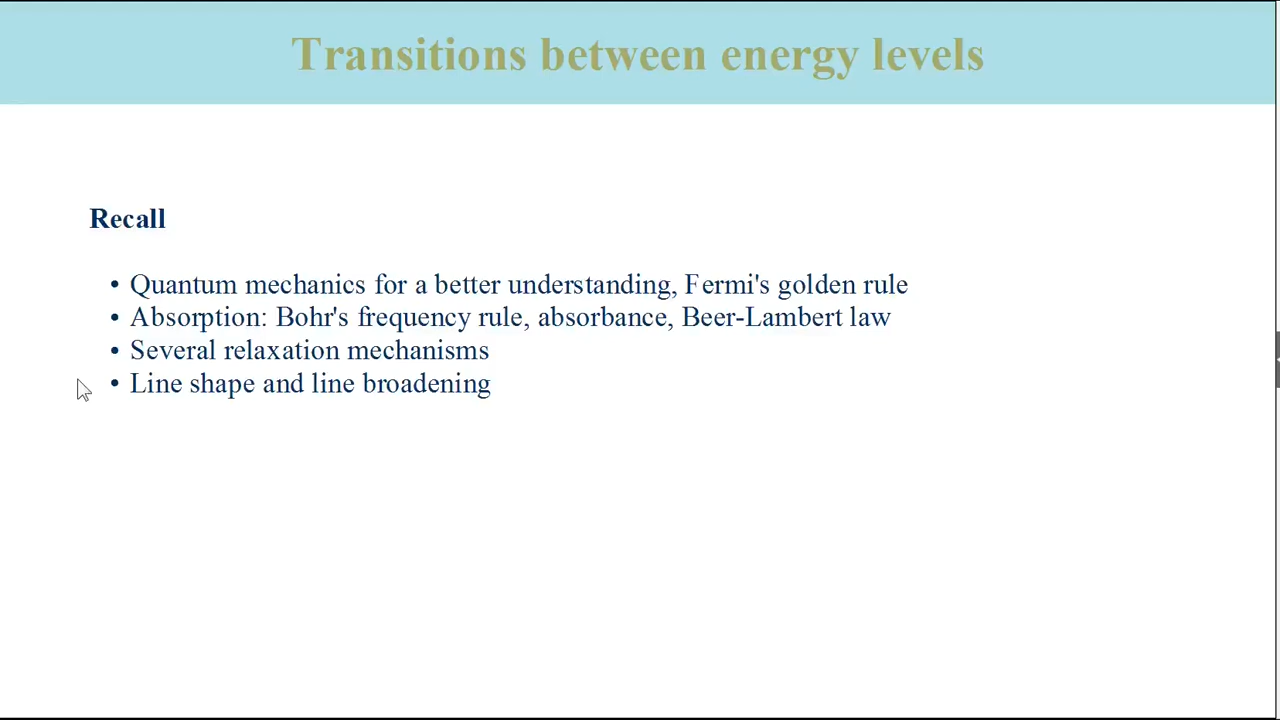 Transitions between energy levels
Recall
• Quantum mechanics for a better understanding, Fermi's golden rule
• Absorption: Bohr's frequency rule, absorbance, Beer-Lambert law
• Several relaxation mechanisms
• Line shape and line broadening